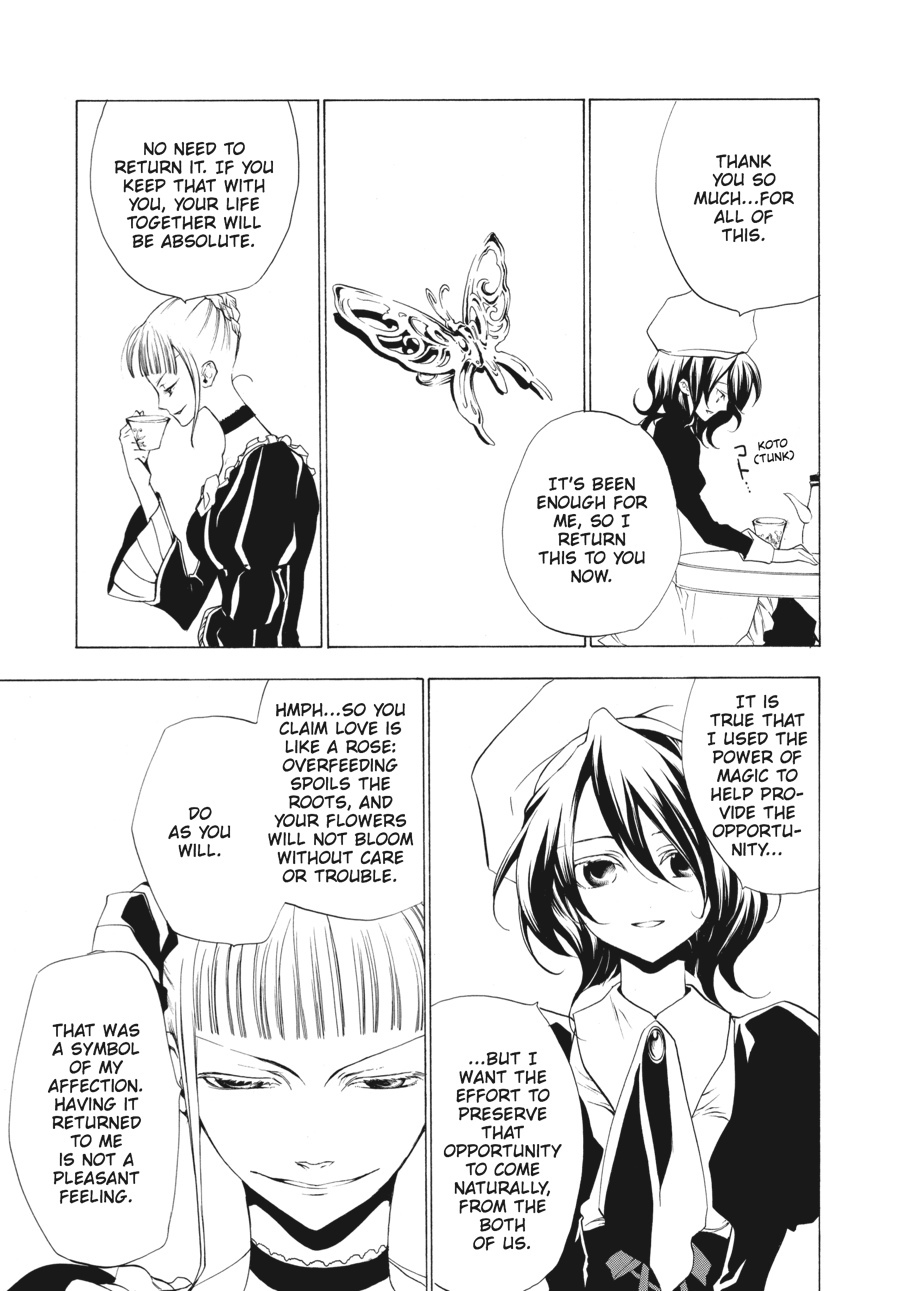 THANK
YOU SO
MUCH...FOR
ALL OF
THIS.
コト...
KOTO
(TUNK)
IT'S BEEN
ENOUGH FOR
ME, SO I
RETURN
THIS TO YOU
NOW.
NO NEED TO
RETURN IT. IF YOU
KEEP THAT WITH
YOU, YOUR LIFE
TOGETHER WILL
BE ABSOLUTE.
IT IS
TRUE THAT
I USED THE
POWER OF
MAGIC TO
HELP PRO-
VIDE THE
OPPORTU-
NITY...
...BUT I
WANT THE
EFFORT TO
PRESERVE
THAT
OPPORTUNITY
TO COME
NATURALLY,
FROM THE
BOTH
OF US.
HMPH...SO YOU
CLAIM LOVE IS
LIKE A ROSE:
OVERFEEDING
SPOILS THE
ROOTS, AND
YOUR FLOWERS
WILL NOT BLOOM
WITHOUT CARE
OR TROUBLE.
DO
AS YOU
WILL.
THAT WAS
A SYMBOL
OF MY
AFFECTION.
HAVING IT
RETURNED
TO ME
IS NOT A
PLEASANT
FEELING.